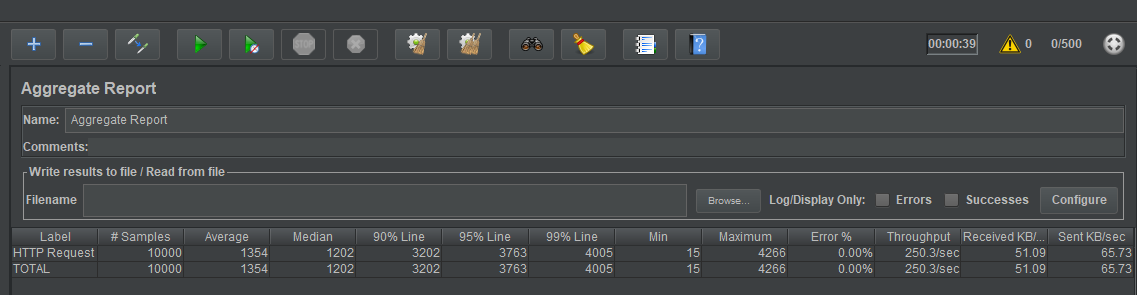 STOP
00:00:39 0 0/500
Aggregate Report
Name: Aggregate Report
Comments:
Write results to file / Read from file
Filename Browse... Log/Display Only: Errors Successes Configure
Label # Samples Average Median 90% Line 95% Line 99% Line Min Maximum Error % Throughput Received KB/... Sent KB/sec
HTTP Request 10000 1354 1202 3202 3763 4005 15 4266 0.00% 250.3/sec 51.09 65.73
TOTAL 10000 1354 1202 3202 3763 4005 15 4266 0.00% 250.3/sec 51.09 65.73